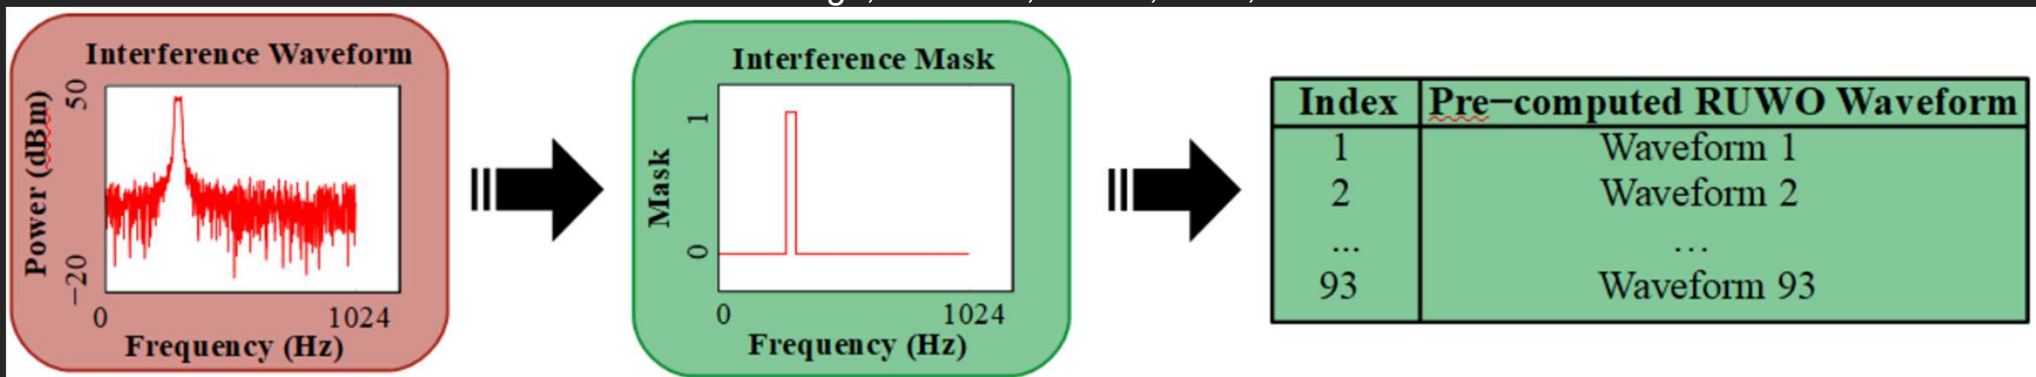 Interference Waveform
50
Power (dBm)
-20
0
1024
Frequency (Hz)
Interference Mask
1
Mask
0
0
1024
Frequency (Hz)
Index Pre-computed RUWO Waveform
1 Waveform 1
2 Waveform 2
... ...
93 Waveform 93